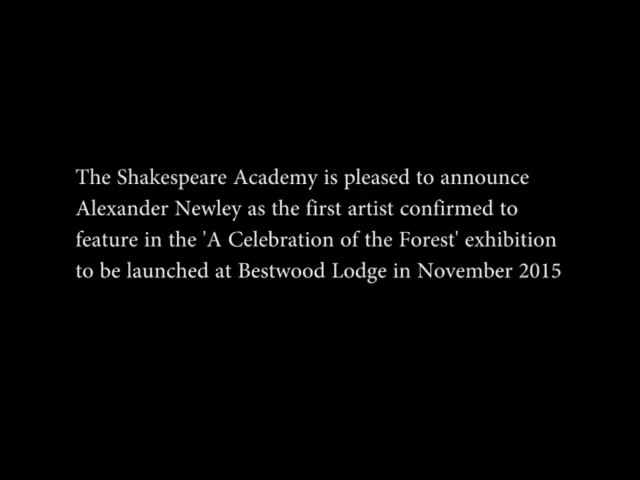 The Shakespeare Academy is pleased to announce
Alexander Newley as the first artist confirmed to
feature in the 'A Celebration of the Forest' exhibition
to be launched at Bestwood Lodge in November 2015